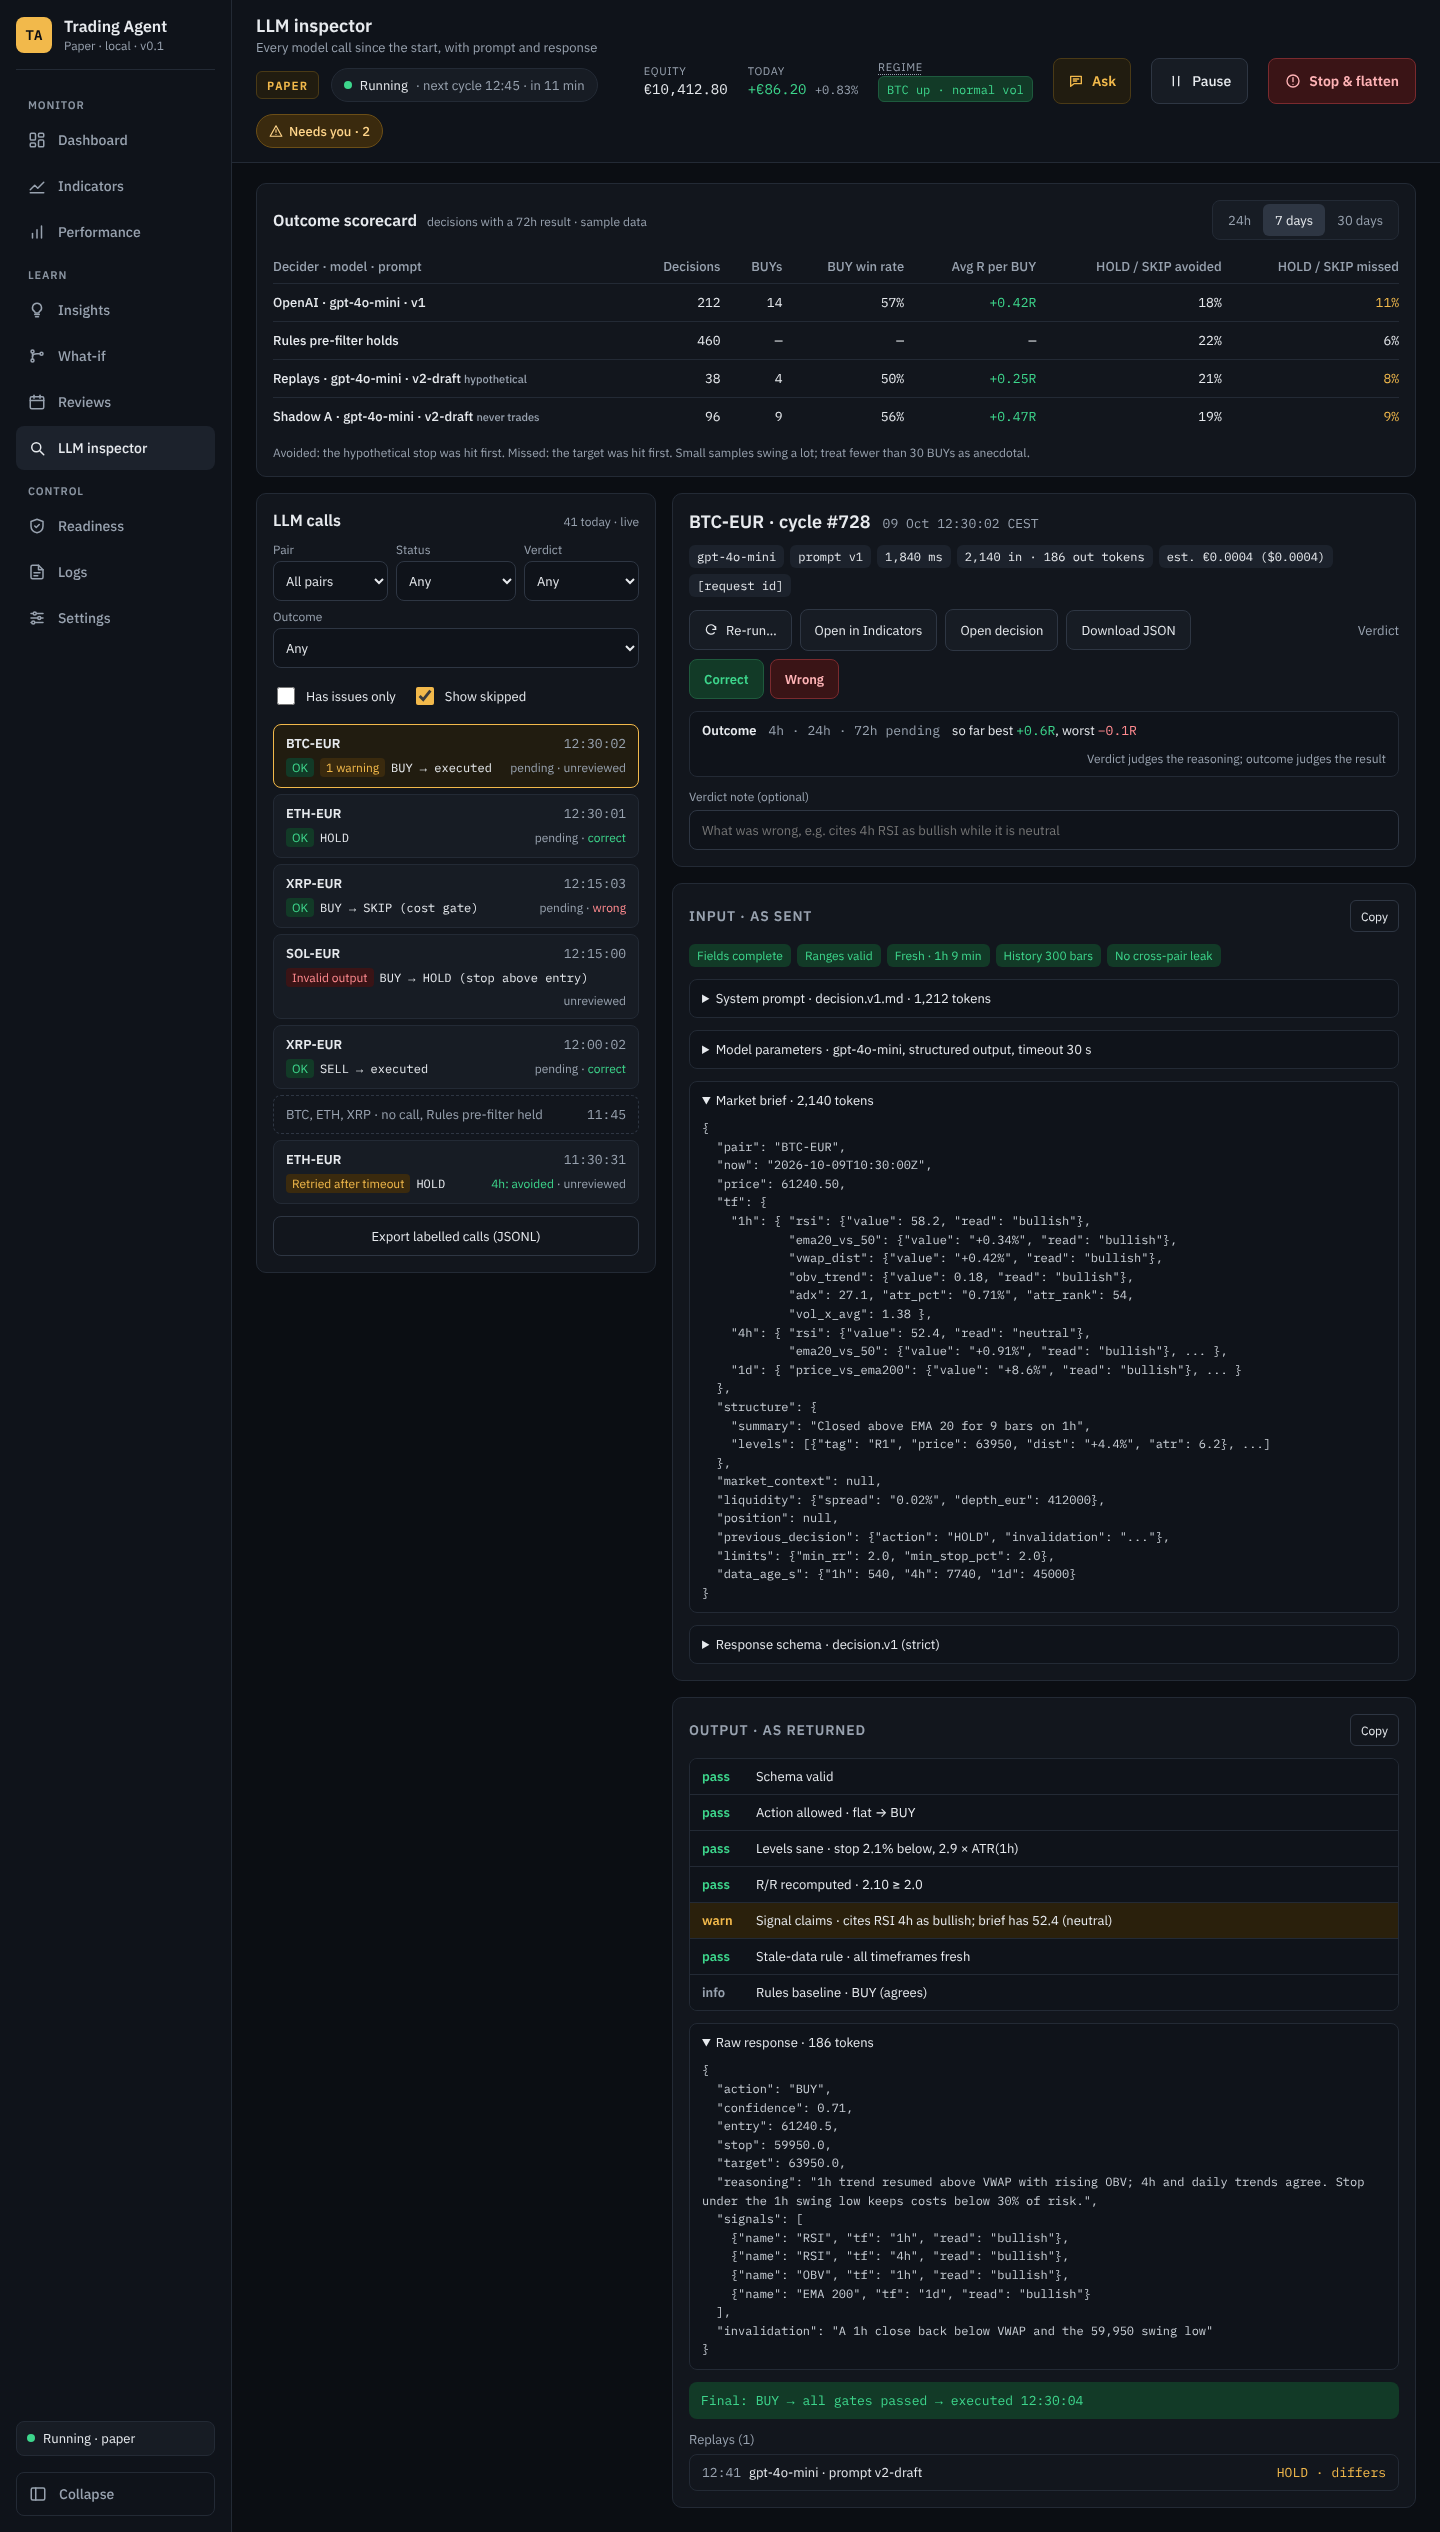 TA
Trading Agent
Paper · local · v0.1
MONITOR
Dashboard
Indicators
Performance
LEARN
Insights
What-if
Reviews
LLM inspector
CONTROL
Readiness
Logs
Settings
Running · paper
Collapse
LLM inspector
Every model call since the start, with prompt and response
PAPER
Running · next cycle 12:45 · in 11 min
EQUITY
€10,412.80
TODAY
+€86.20 +0.83%
REGIME
BTC up · normal vol
Ask
Pause
Stop & flatten
Needs you · 2
Outcome scorecard decisions with a 72h result · sample data
24h 7 days 30 days
Decider · model · prompt Decisions BUYs BUY win rate Avg R per BUY HOLD / SKIP avoided HOLD / SKIP missed
OpenAI · gpt-4o-mini · v1 212 14 57% +0.42R 18% 11%
Rules pre-filter holds 460 — — — 22% 6%
Replays · gpt-4o-mini · v2-draft hypothetical 38 4 50% +0.25R 21% 8%
Shadow A · gpt-4o-mini · v2-draft never trades 96 9 56% +0.47R 19% 9%
Avoided: the hypothetical stop was hit first. Missed: the target was hit first. Small samples swing a lot; treat fewer than 30 BUYs as anecdotal.
LLM calls 41 today · live
Pair Status Verdict
All pairs Any Any
Outcome
Any
Has issues only Show skipped
BTC-EUR 12:30:02
OK 1 warning BUY → executed pending · unreviewed
ETH-EUR 12:30:01
OK HOLD pending · correct
XRP-EUR 12:15:03
OK BUY → SKIP (cost gate) pending · wrong
SOL-EUR 12:15:00
Invalid output BUY → HOLD (stop above entry)
unreviewed
XRP-EUR 12:00:02
OK SELL → executed pending · correct
BTC, ETH, XRP · no call, Rules pre-filter held 11:45
ETH-EUR 11:30:31
Retried after timeout HOLD 4h: avoided · unreviewed
Export labelled calls (JSONL)
BTC-EUR · cycle #728 09 Oct 12:30:02 CEST
gpt-4o-mini prompt v1 1,840 ms 2,140 in · 186 out tokens est. €0.0004 ($0.0004)
[request id]
Re-run… Open in Indicators Open decision Download JSON Verdict
Correct Wrong
Outcome 4h · 24h · 72h pending so far best +0.6R, worst −0.1R
Verdict judges the reasoning; outcome judges the result
Verdict note (optional)
What was wrong, e.g. cites 4h RSI as bullish while it is neutral
INPUT · AS SENT Copy
Fields complete Ranges valid Fresh · 1h 9 min History 300 bars No cross-pair leak
▶ System prompt · decision.v1.md · 1,212 tokens
▶ Model parameters · gpt-4o-mini, structured output, timeout 30 s
▼ Market brief · 2,140 tokens
{
  "pair": "BTC-EUR",
  "now": "2026-10-09T10:30:00Z",
  "price": 61240.50,
  "tf": {
    "1h": { "rsi": {"value": 58.2, "read": "bullish"},
            "ema20_vs_50": {"value": "+0.34%", "read": "bullish"},
            "vwap_dist": {"value": "+0.42%", "read": "bullish"},
            "obv_trend": {"value": 0.18, "read": "bullish"},
            "adx": 27.1, "atr_pct": "0.71%", "atr_rank": 54,
            "vol_x_avg": 1.38 },
    "4h": { "rsi": {"value": 52.4, "read": "neutral"},
            "ema20_vs_50": {"value": "+0.91%", "read": "bullish"}, ... },
    "1d": { "price_vs_ema200": {"value": "+8.6%", "read": "bullish"}, ... }
  },
  "structure": {
    "summary": "Closed above EMA 20 for 9 bars on 1h",
    "levels": [{"tag": "R1", "price": 63950, "dist": "+4.4%", "atr": 6.2}, ...]
  },
  "market_context": null,
  "liquidity": {"spread": "0.02%", "depth_eur": 412000},
  "position": null,
  "previous_decision": {"action": "HOLD", "invalidation": "..."},
  "limits": {"min_rr": 2.0, "min_stop_pct": 2.0},
  "data_age_s": {"1h": 540, "4h": 7740, "1d": 45000}
}
▶ Response schema · decision.v1 (strict)
OUTPUT · AS RETURNED Copy
pass Schema valid
pass Action allowed · flat → BUY
pass Levels sane · stop 2.1% below, 2.9 × ATR(1h)
pass R/R recomputed · 2.10 ≥ 2.0
warn Signal claims · cites RSI 4h as bullish; brief has 52.4 (neutral)
pass Stale-data rule · all timeframes fresh
info Rules baseline · BUY (agrees)
▼ Raw response · 186 tokens
{
  "action": "BUY",
  "confidence": 0.71,
  "entry": 61240.5,
  "stop": 59950.0,
  "target": 63950.0,
  "reasoning": "1h trend resumed above VWAP with rising OBV; 4h and daily trends agree. Stop
under the 1h swing low keeps costs below 30% of risk.",
  "signals": [
    {"name": "RSI", "tf": "1h", "read": "bullish"},
    {"name": "RSI", "tf": "4h", "read": "bullish"},
    {"name": "OBV", "tf": "1h", "read": "bullish"},
    {"name": "EMA 200", "tf": "1d", "read": "bullish"}
  ],
  "invalidation": "A 1h close back below VWAP and the 59,950 swing low"
}
Final: BUY → all gates passed → executed 12:30:04
Replays (1)
12:41 gpt-4o-mini · prompt v2-draft HOLD · differs